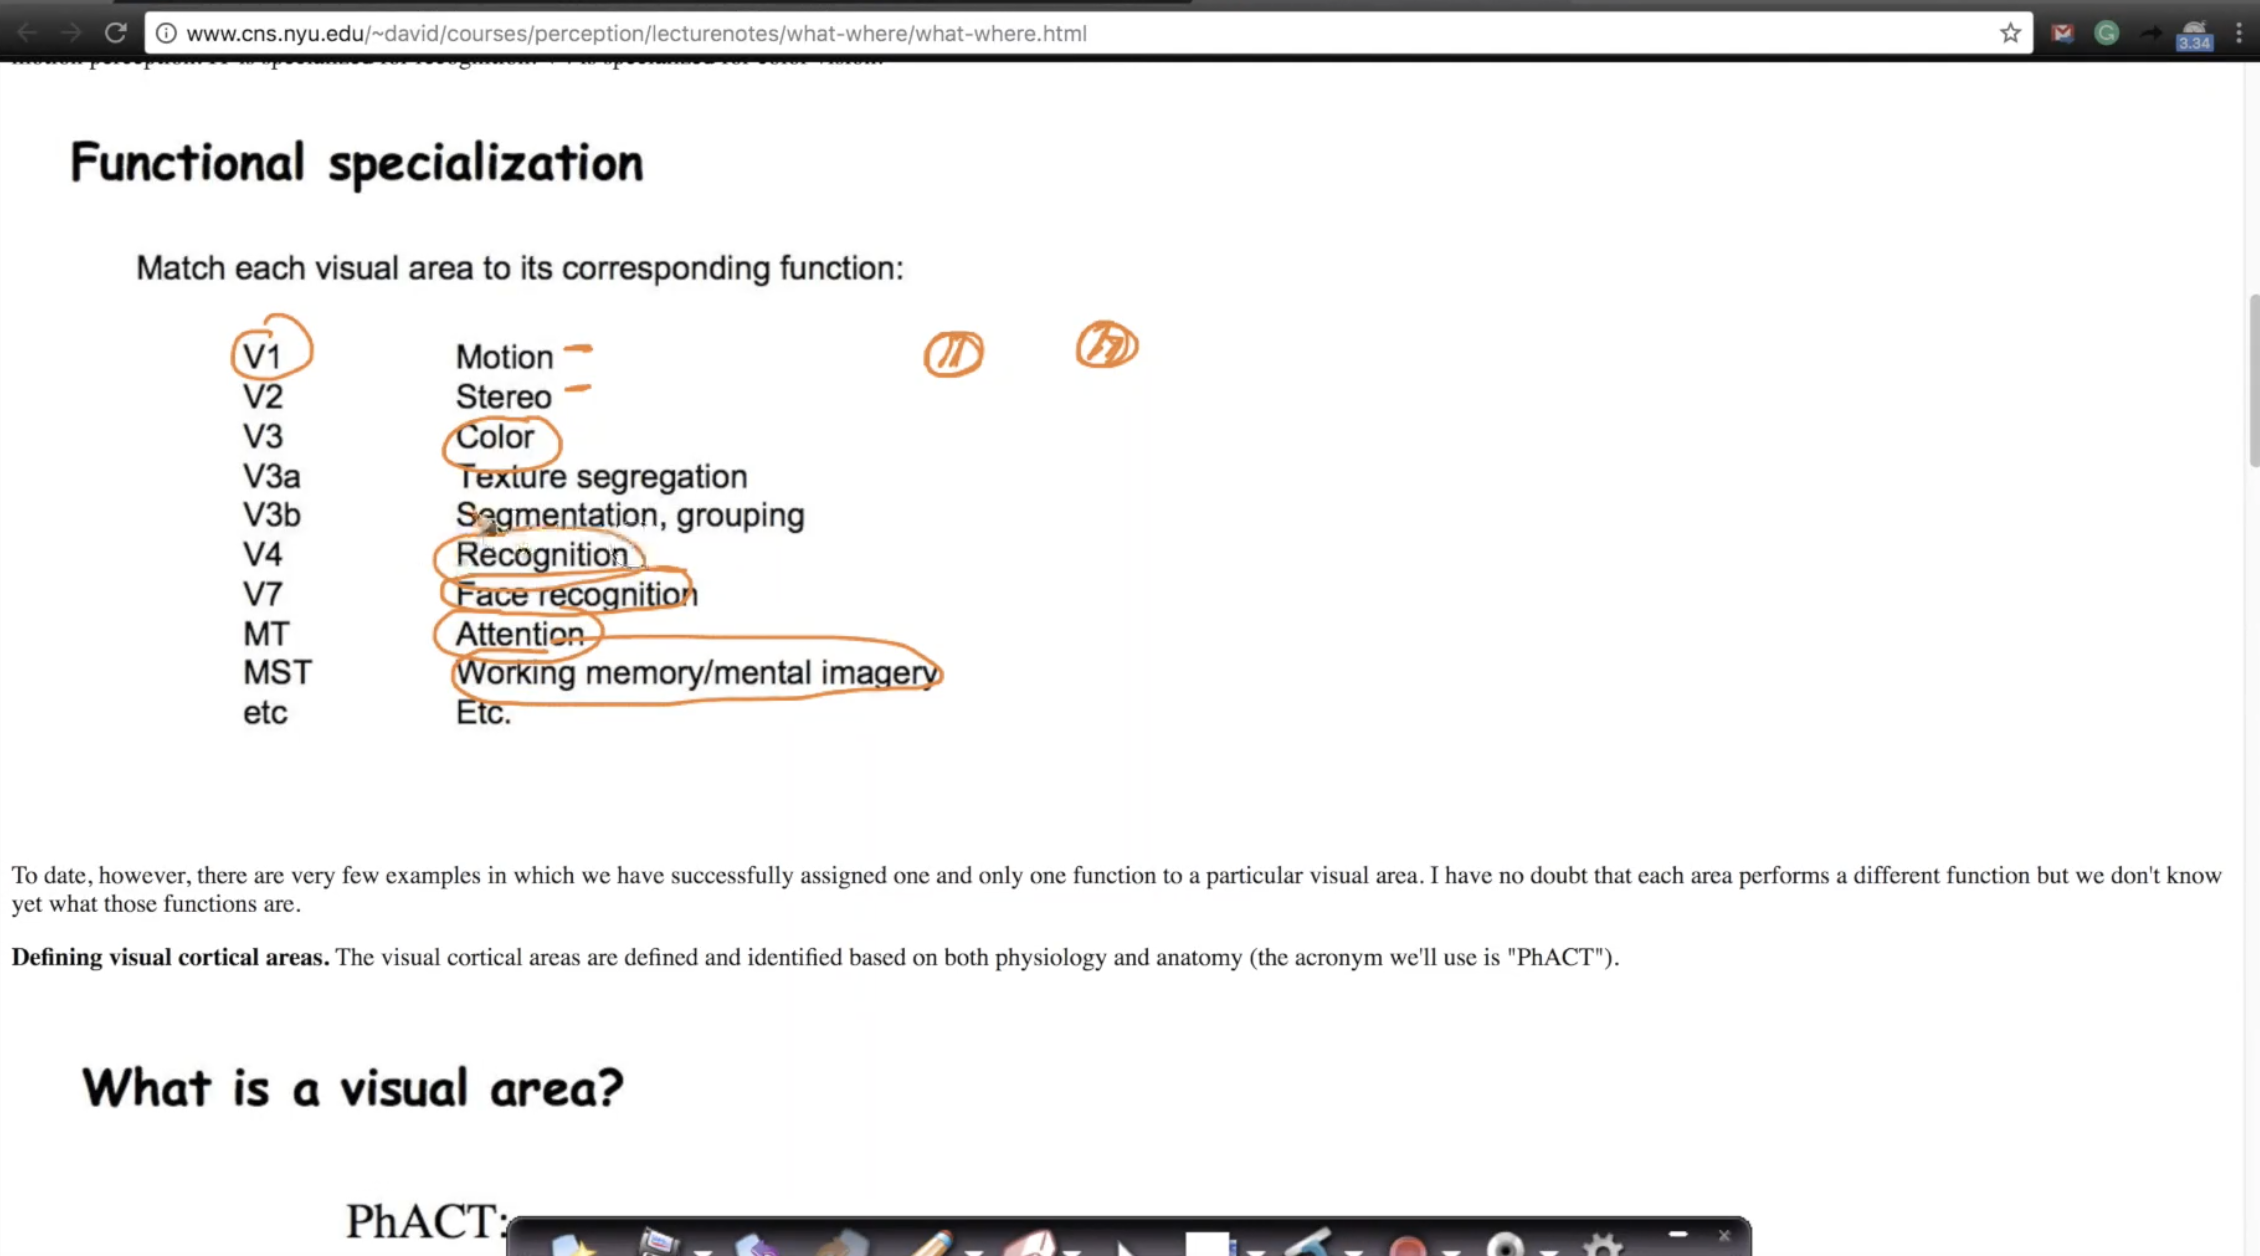 www.cns.nyu.edu/~david/courses/perception/lecturenotes/what-where/what-where.html
3.34
Functional specialization
Match each visual area to its corresponding function:
V1 Motion
V2 Stereo
V3 Color
V3a Texture segregation
V3b Segmentation, grouping
V4 Recognition
V7 Face recognition
MT Attention
MST Working memory/mental imagery
etc Etc.
To date, however, there are very few examples in which we have successfully assigned one and only one function to a particular visual area. I have no doubt that each area performs a different function but we don't know
yet what those functions are.
Defining visual cortical areas. The visual cortical areas are defined and identified based on both physiology and anatomy (the acronym we'll use is "PhACT").
What is a visual area?
PhACT: